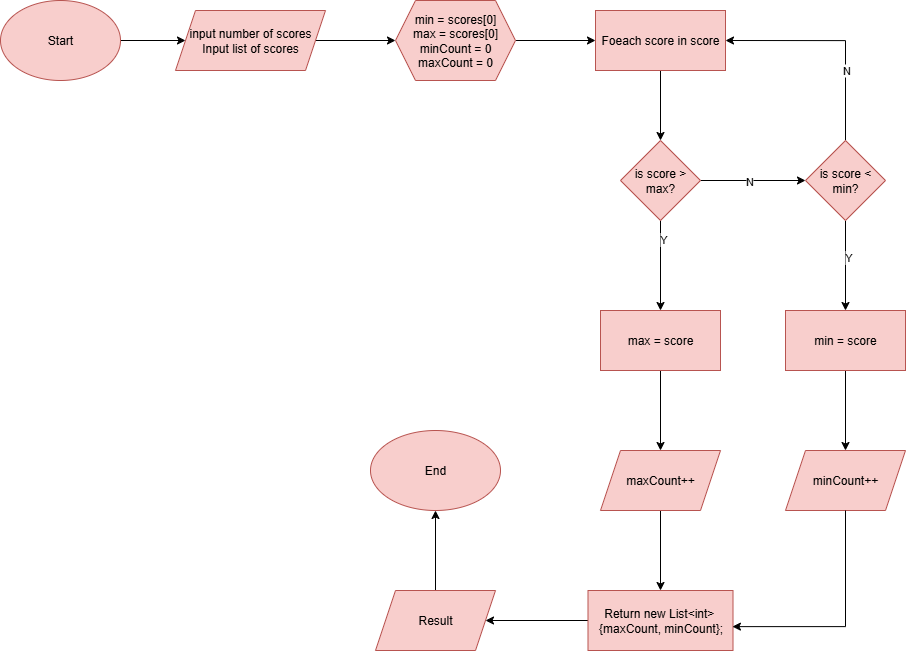 Start
input number of scores
Input list of scores
min = scores[0]
max = scores[0]
minCount = 0
maxCount = 0
Foeach score in score
N
is score >
max?
N
is score <
min?
Y
Y
max = score
min = score
maxCount++
minCount++
End
Result
Return new List<int>
{maxCount, minCount};